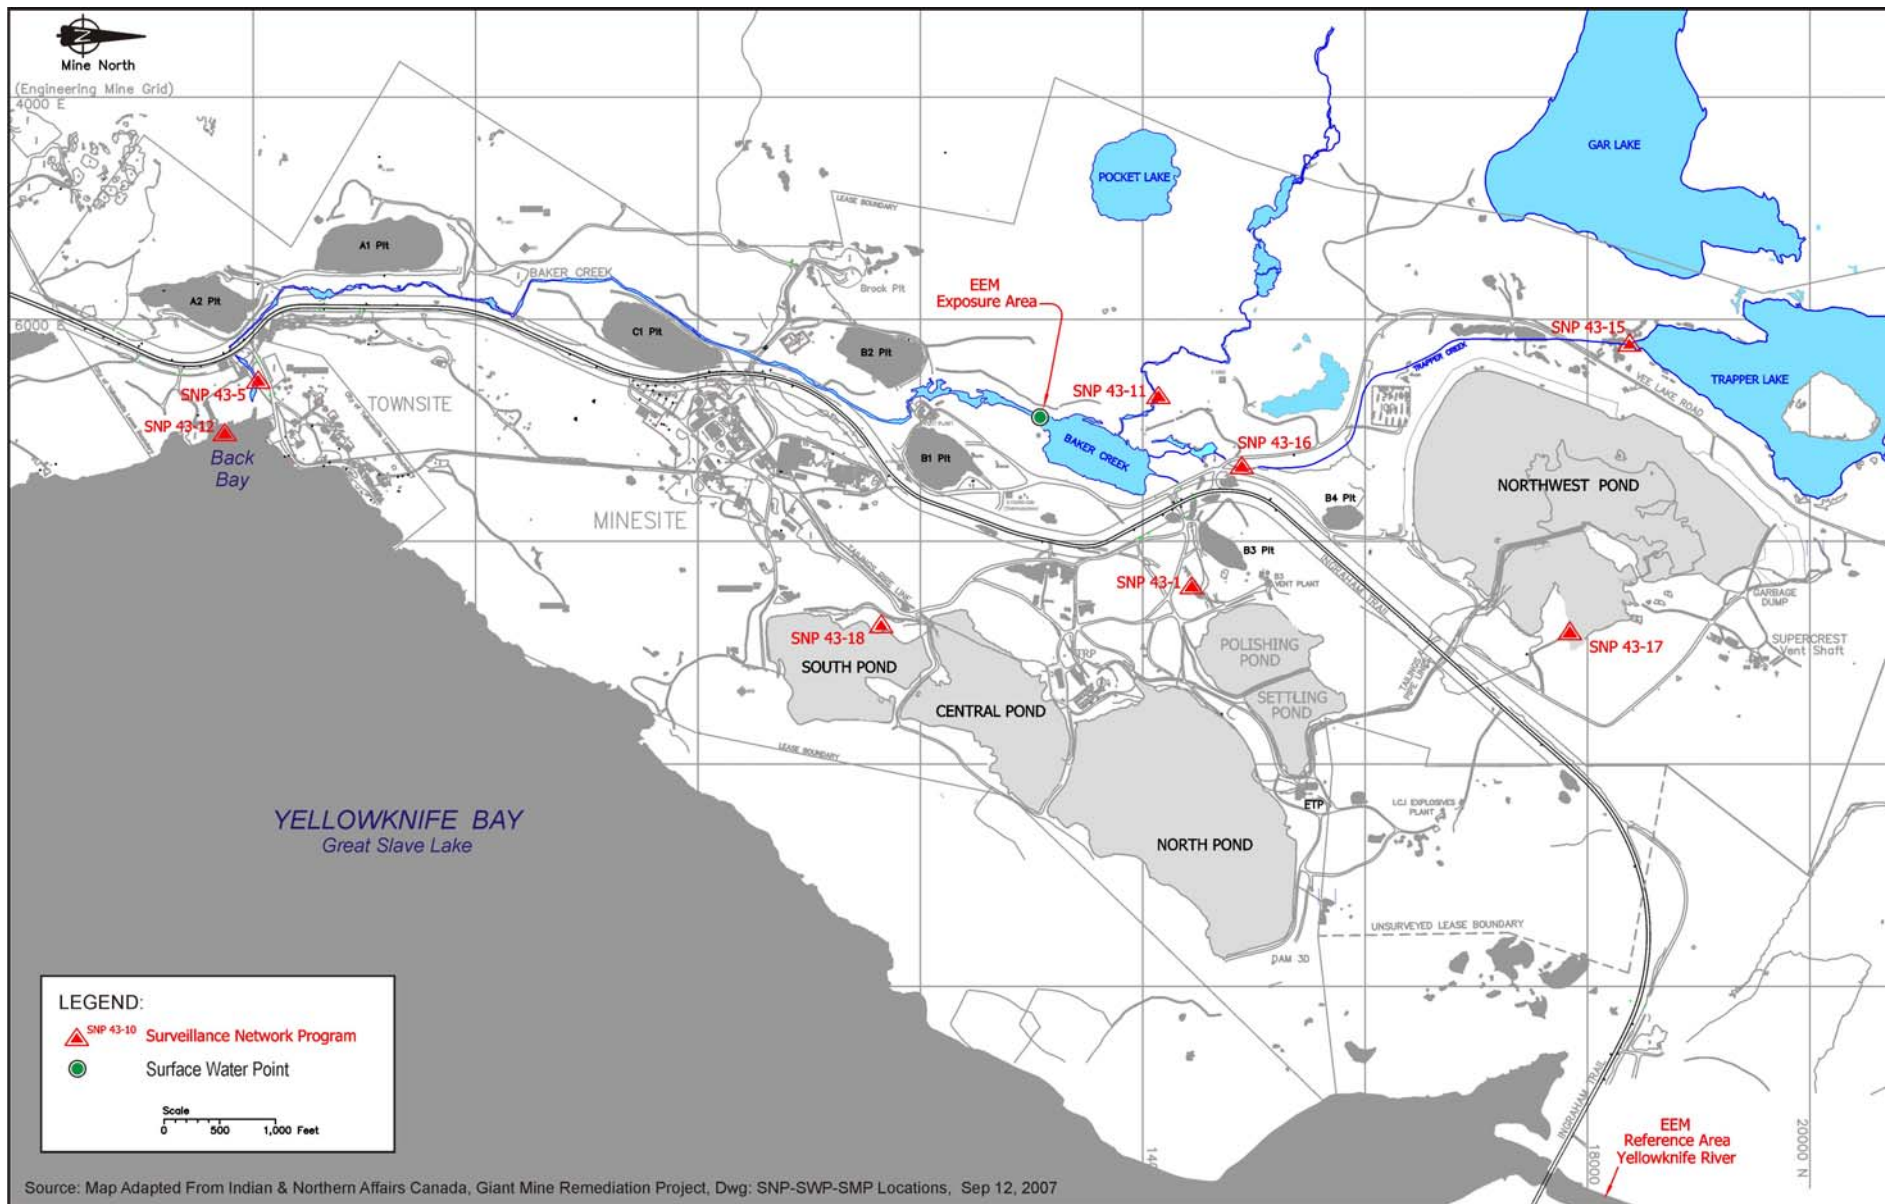 Z
Mine North
(Engineering Mine Grid)
4000 E
GAR LAKE
POCKET LAKE
LEASE BOUNDARY
A1 Pit
BAKER CREEK
Brock Pit
A2 Pit
EEM
Exposure Area
6000 E
C1 Pit
B2 Pit
SNP 43-15
TRAPPER CREEK
VEE LAKE ROAD
TRAPPER LAKE
SNP 43-5
TOWNSITE
SNP 43-11
SNP 43-12
Back
Bay
BAKER CREEK
SNP 43-16
B1 Pit
NORTHWEST POND
B4 Pit
MINESITE
B3 Pit
INGRAHAM TRAIL
TAILINGS PIPE LINE
SNP 43-1
B3
VENT PLANT
GARBAGE
DUMP
SNP 43-18
SOUTH POND
POLISHING
POND
SNP 43-17
SUPERCREST
Vent Shaft
TRP
TAILINGS
PIPE LINES
CENTRAL POND
SETTLING
POND
LEASE BOUNDARY
ETP
LCJ EXPLOSIVES
PLANT
YELLOWKNIFE BAY
Great Slave Lake
NORTH POND
UNSURVEYED LEASE BOUNDARY
DAM 3D
LEGEND:
SNP 43-10 Surveillance Network Program
Surface Water Point
Scale
0 500 1,000 Feet
INGRAHAM TRAIL
EEM
Reference Area
Yellowknife River
18000
20000 N
Source: Map Adapted From Indian & Northern Affairs Canada, Giant Mine Remediation Project, Dwg: SNP-SWP-SMP Locations, Sep 12, 2007